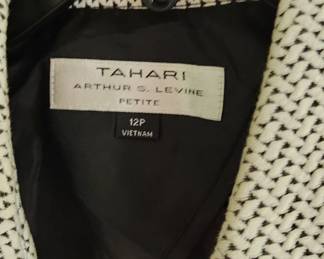 TAHARI
ARTHUR S. LEVINE
PETITE
12P
VIETNAM